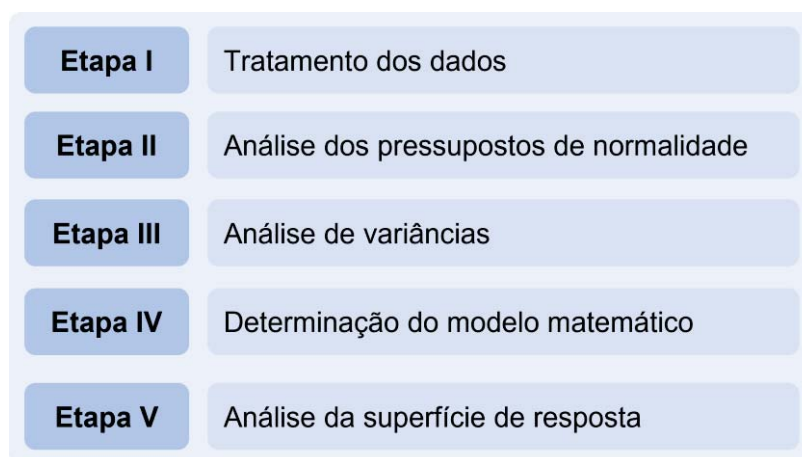 Etapa I Tratamento dos dados
Etapa II Análise dos pressupostos de normalidade
Etapa III Análise de variâncias
Etapa IV Determinação do modelo matemático
Etapa V Análise da superfície de resposta